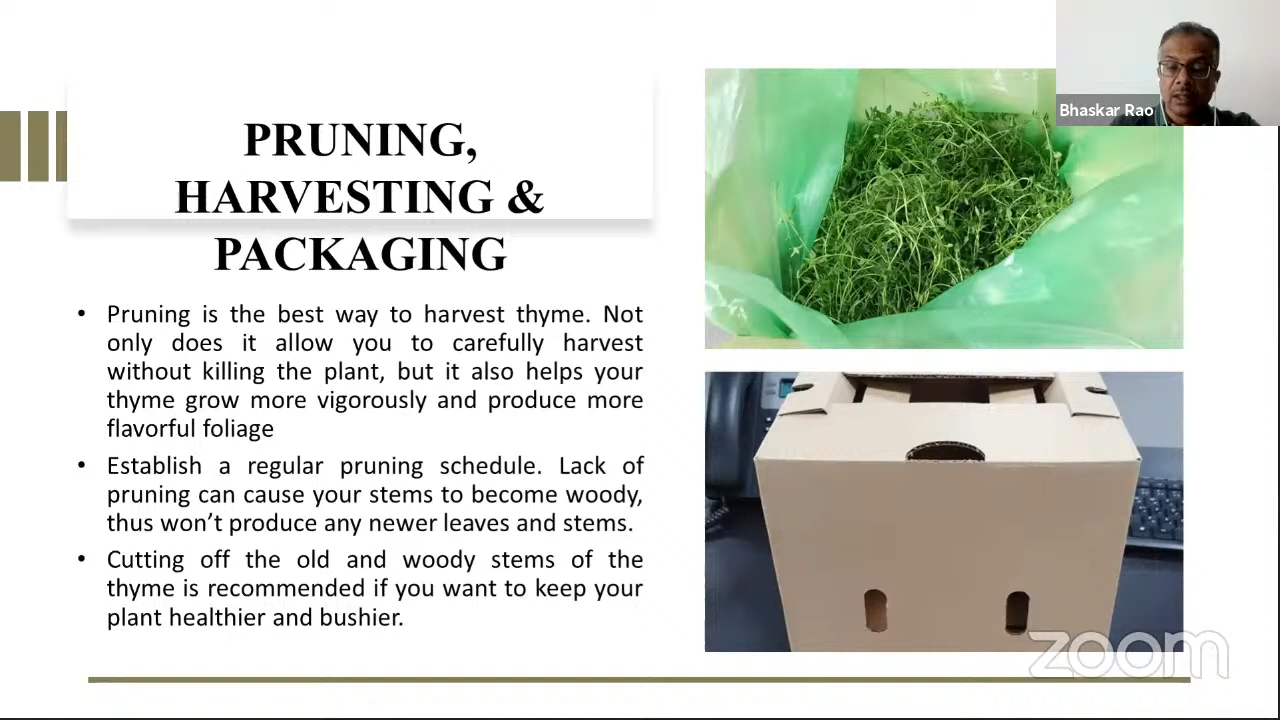 Bhaskar Rao
PRUNING,
HARVESTING &
PACKAGING
• Pruning is the best way to harvest thyme. Not
only does it allow you to carefully harvest
without killing the plant, but it also helps your
thyme grow more vigorously and produce more
flavorful foliage
• Establish a regular pruning schedule. Lack of
pruning can cause your stems to become woody,
thus won’t produce any newer leaves and stems.
• Cutting off the old and woody stems of the
thyme is recommended if you want to keep your
plant healthier and bushier.
zoom